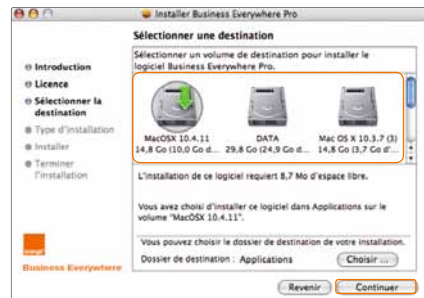 Installer Business Everywhere Pro
Sélectionner une destination
Introduction
Licence
Sélectionner la
destination
Type d'installation
Installer
Terminer
l'installation
Sélectionner un volume de destination pour installer le
logiciel Business Everywhere Pro.
MacOSX 10.4.11 DATA Mac OS X 10.3.7 (3)
14,8 Go (10,0 Go d... 29,8 Go (24,9 Go d... 14,8 Go (3,7 Go d'...
L'installation de ce logiciel requiert 8,7 Mo d'espace libre.
Vous avez choisi d'installer ce logiciel dans Applications sur le
volume "MacOSX 10.4.11".
Vous pouvez choisir le dossier de destination de votre installation.
Dossier de destination : Applications Choisir ...
orange
Business Everywhere
Revenir Continuer